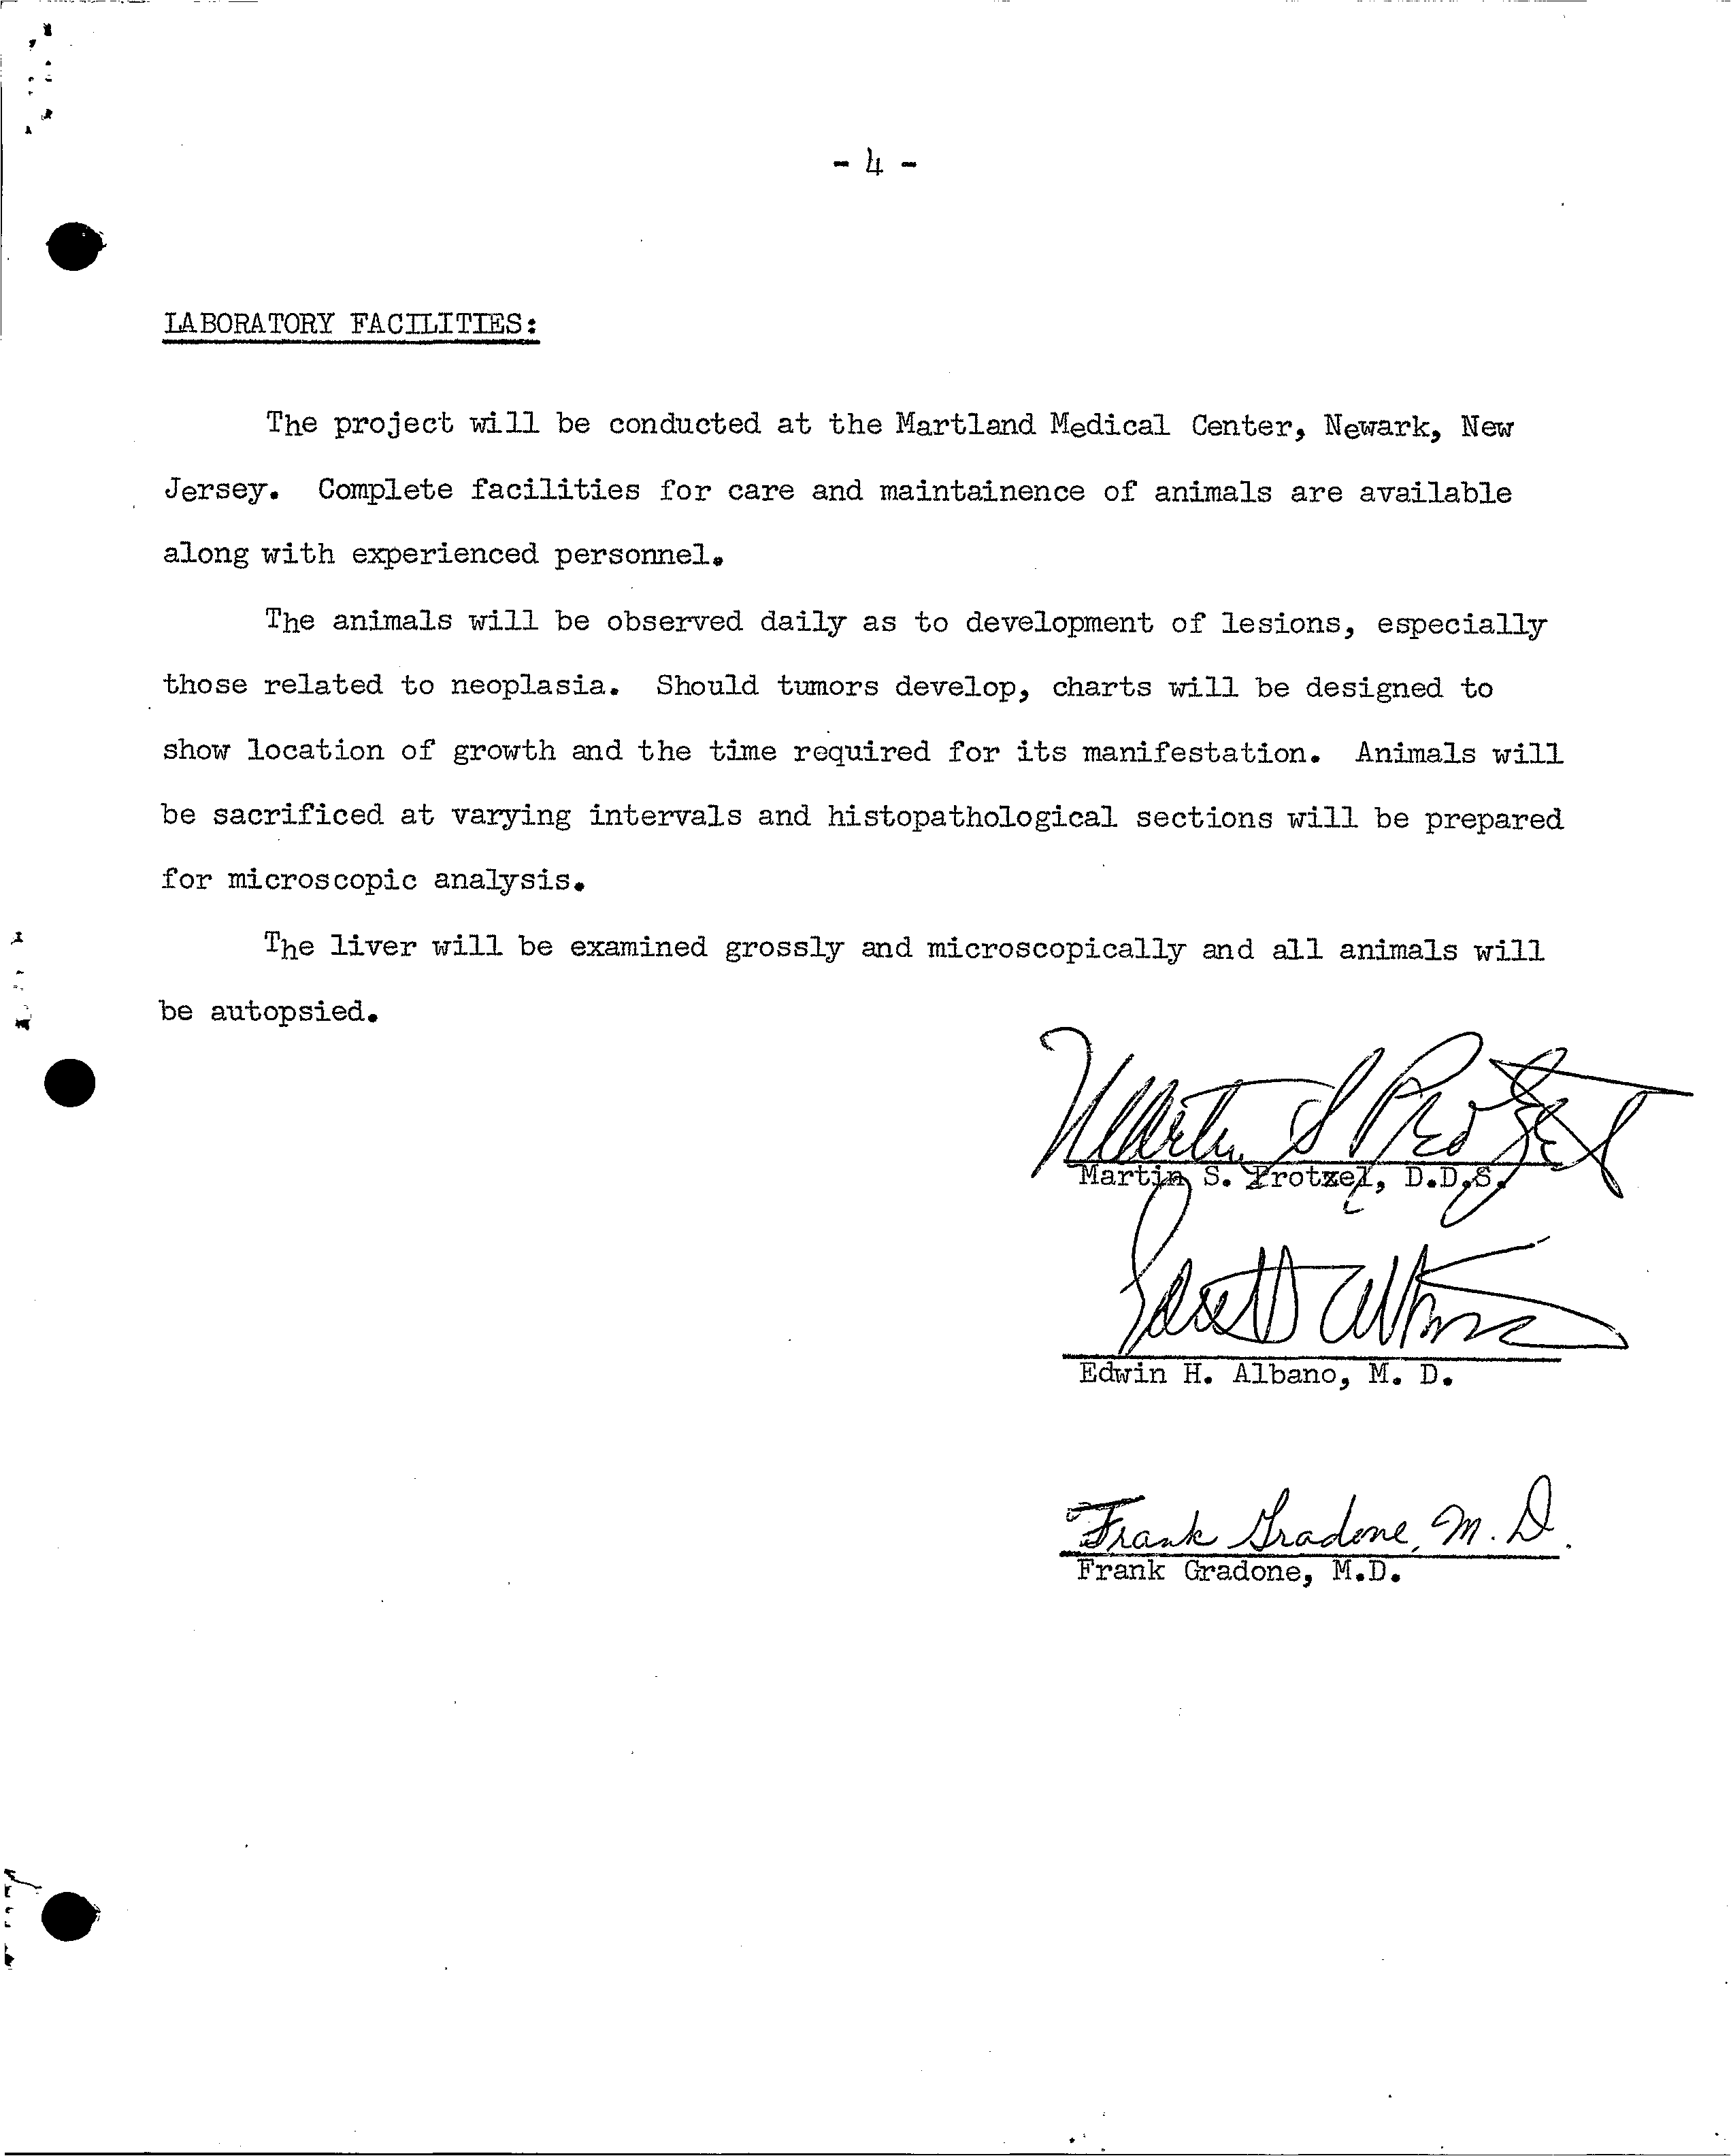 - 4 -
LABORATORY FACILITIES:
The project will be conducted at the Martland Medical Center, Newark, New
Jersey. Complete facilities for care and maintainence of animals are available
along with experienced personnel.
The animals will be observed daily as to development of lesions, especially
those related to neoplasia. Should tumors develop, charts will be designed to
show location of growth and the time required for its manifestation. Animals will
be sacrificed at varying intervals and histopathological sections will be prepared
for microscopic analysis.
The liver will be examined grossly and microscopically and all animals will
be autopsied.
Martin S Protzel
Martin S. Protzel, D.D.S.
Edwin H. Albano, M. D.
Frank Gradone, M.D.
Frank Gradone, M.D.